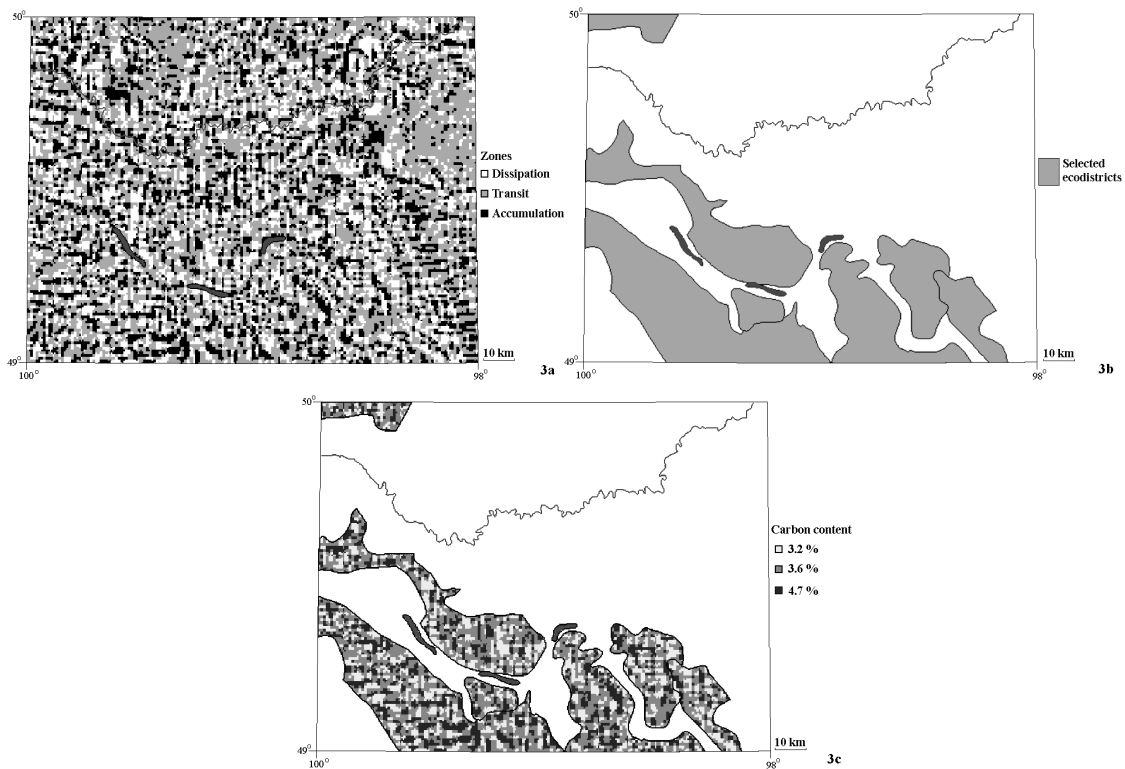 50°
Zones
Dissipation
Transit
Accumulation
49°
10 km
100°
98°
3a
50°
Selected
ecodistricts
49°
10 km
100°
98°
3b
50°
Carbon content
3.2 %
3.6 %
4.7 %
49°
10 km
100°
98°
3c